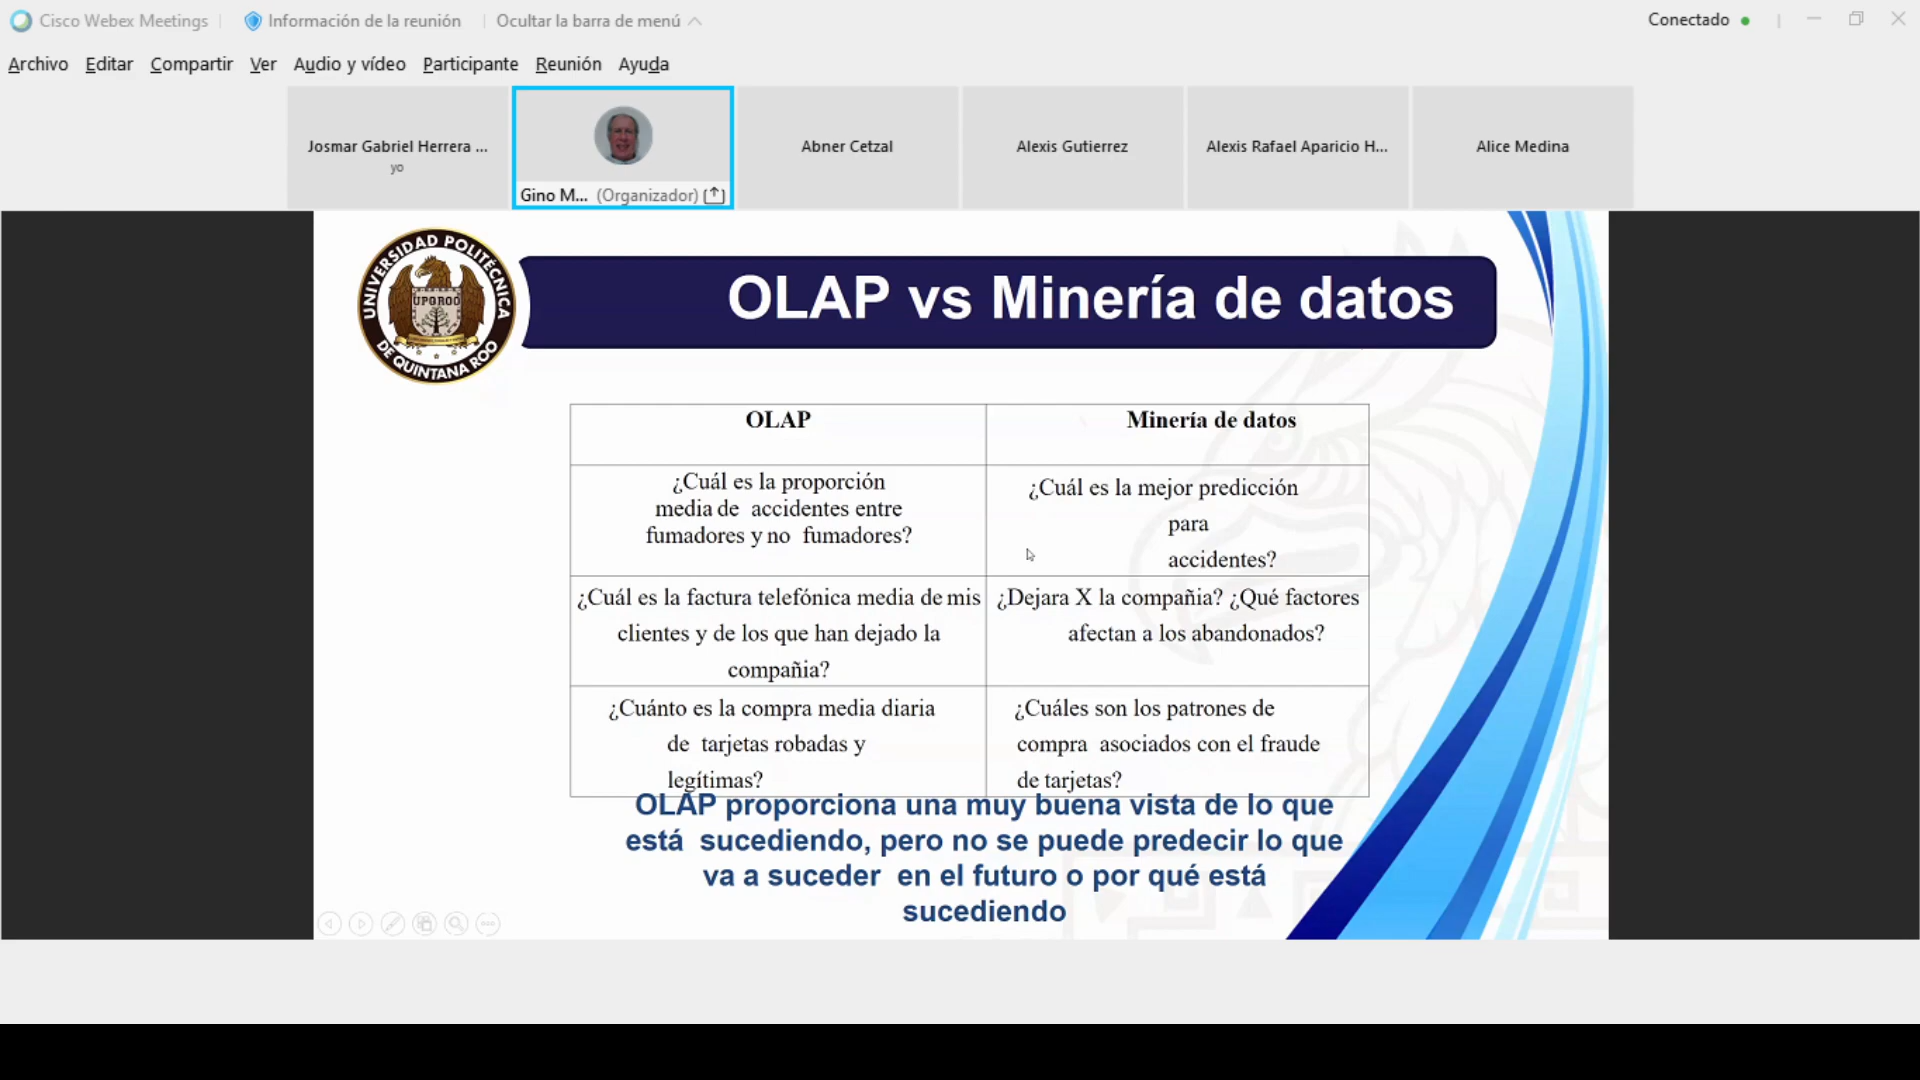 Cisco Webex Meetings
Información de la reunión
Ocultar la barra de menú
Conectado
Archivo Editar Compartir Ver Audio y vídeo Participante Reunión Ayuda
Josmar Gabriel Herrera ...
yo
Gino M... (Organizador)
Abner Cetzal
Alexis Gutierrez
Alexis Rafael Aparicio H...
Alice Medina
UNIVERSIDAD POLITÉCNICA
UPQROO
DE QUINTANA ROO
OLAP vs Minería de datos
OLAP
Minería de datos
¿Cuál es la proporción
media de accidentes entre
fumadores y no fumadores?
¿Cuál es la mejor predicción
para
accidentes?
¿Cuál es la factura telefónica media de mis
clientes y de los que han dejado la
compañia?
¿Dejara X la compañia? ¿Qué factores
afectan a los abandonados?
¿Cuánto es la compra media diaria
de tarjetas robadas y
legítimas?
¿Cuáles son los patrones de
compra asociados con el fraude
de tarjetas?
OLAP proporciona una muy buena vista de lo que
está sucediendo, pero no se puede predecir lo que
va a suceder en el futuro o por qué está
sucediendo